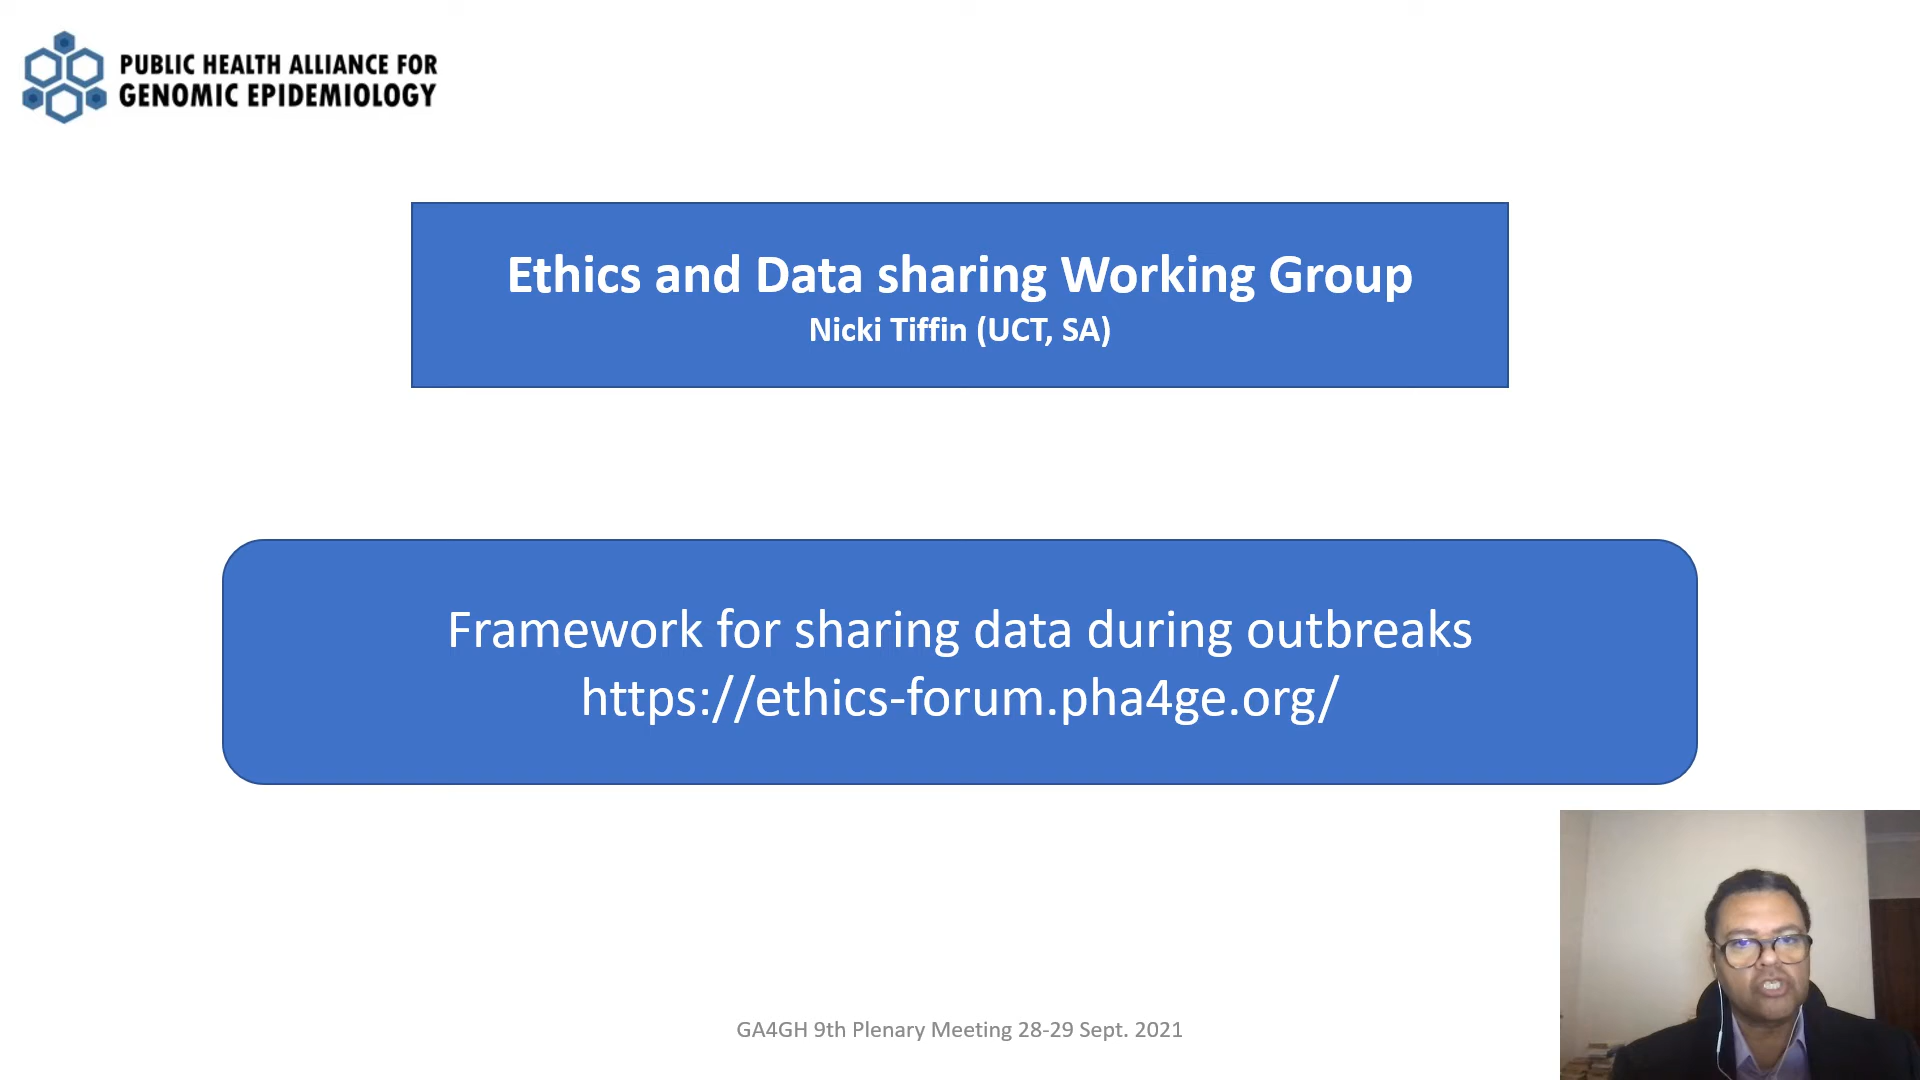 PUBLIC HEALTH ALLIANCE FOR
GENOMIC EPIDEMIOLOGY
Ethics and Data sharing Working Group
Nicki Tiffin (UCT, SA)
Framework for sharing data during outbreaks
https://ethics-forum.pha4ge.org/
GA4GH 9th Plenary Meeting 28-29 Sept. 2021